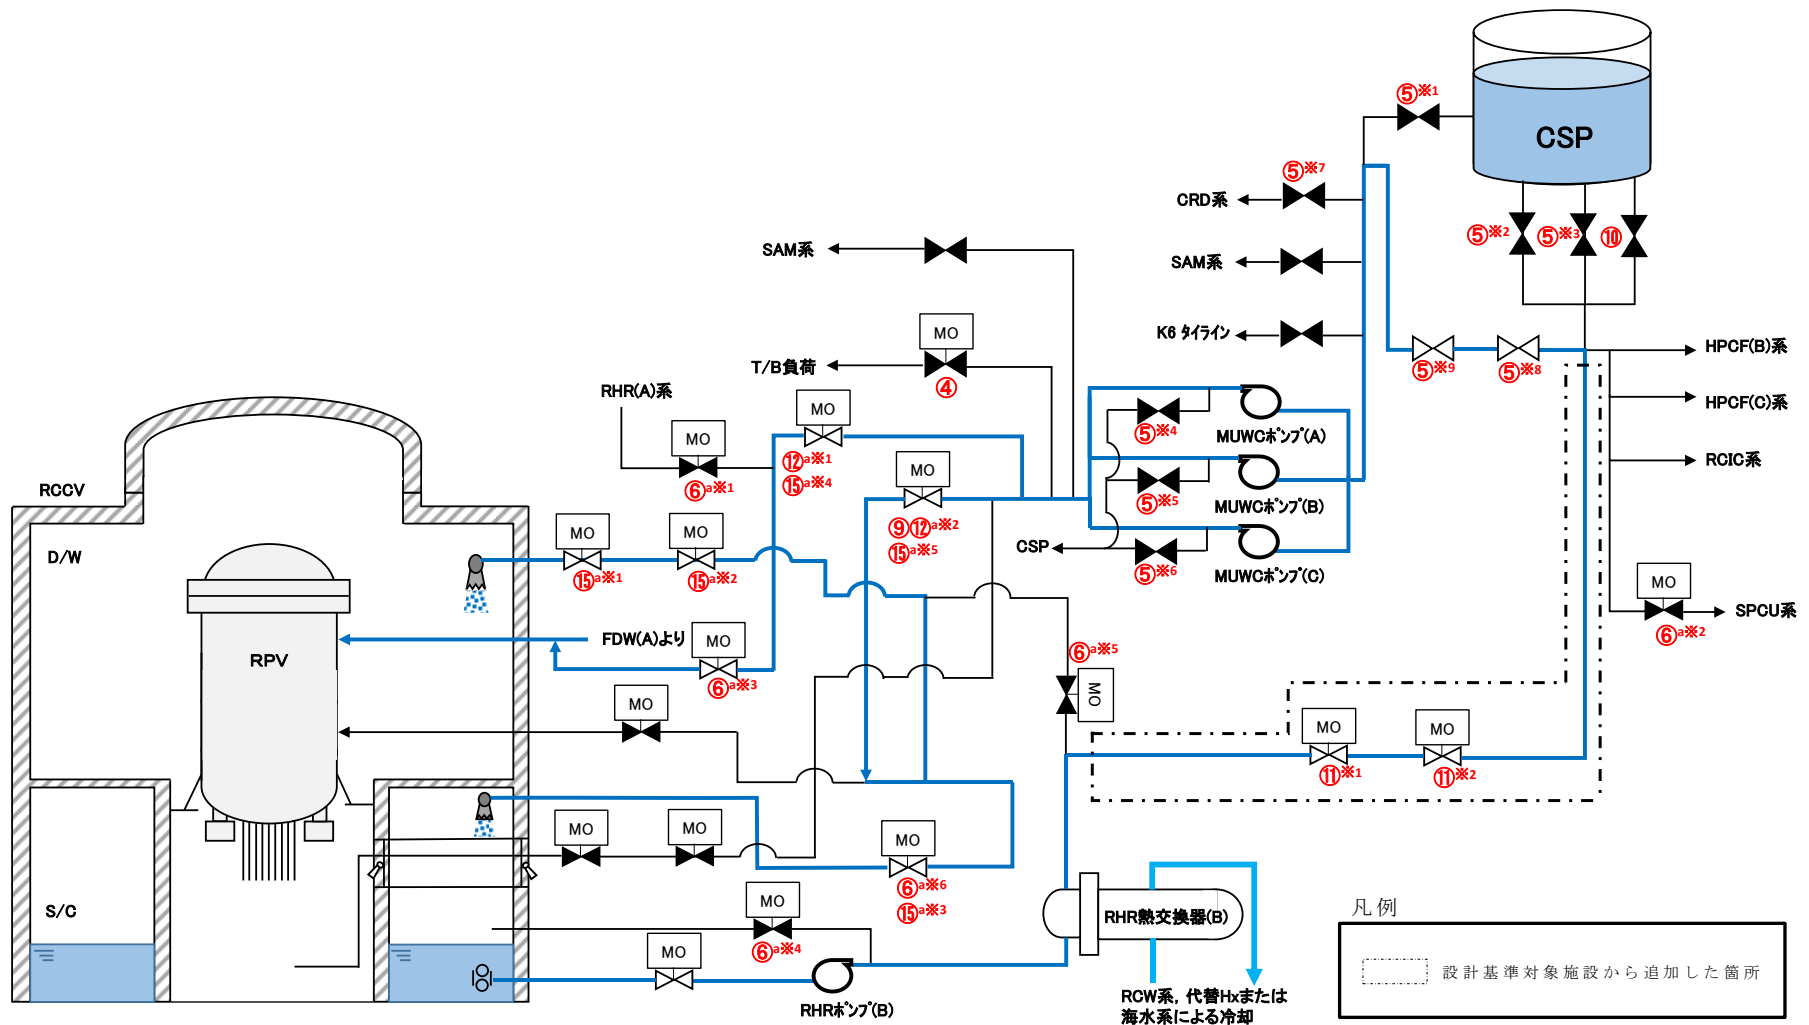 CSP
⑤※1
⑤※7
CRD系
⑤※2
⑤※3
⑩
SAM系
SAM系
K6 タイライン
MO
T/B負荷
④
⑤※9
⑤※8
HPCF(B)系
HPCF(C)系
RCIC系
RHR(A)系
MO
MO
⑥a※1
⑫a※1
⑮a※4
MO
⑨⑫a※2
⑮a※5
⑤※4
MUWCポンプ(A)
⑤※5
MUWCポンプ(B)
CSP
⑤※6
MUWCポンプ(C)
RCCV
D/W
MO
MO
⑮a※1
⑮a※2
MO
SPCU系
⑥a※2
FDW(A)より
MO
⑥a※3
RPV
⑥a※5
MO
MO
MO
MO
⑪※1
⑪※2
MO
MO
MO
⑥a※6
⑮a※3
S/C
MO
⑥a※4
MO
RHRポンプ(B)
RHR熱交換器(B)
RCW系, 代替Hxまたは
海水系による冷却
凡例
設計基準対象施設から追加した箇所